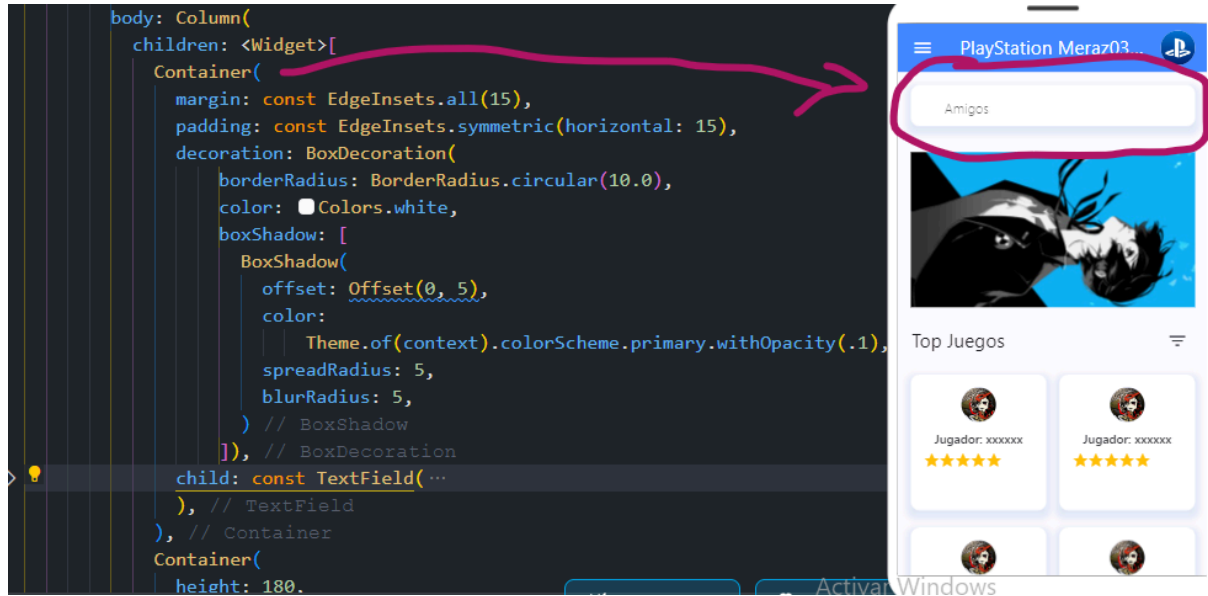 body: Column(
children: <Widget>[
Container(
margin: const EdgeInsets.all(15),
padding: const EdgeInsets.symmetric(horizontal: 15),
decoration: BoxDecoration(
borderRadius: BorderRadius.circular(10.0),
color: Colors.white,
boxShadow: [
BoxShadow(
offset: Offset(0, 5),
color:
Theme.of(context).colorScheme.primary.withOpacity(.1),
spreadRadius: 5,
blurRadius: 5,
) // BoxShadow
]), // BoxDecoration
child: const TextField(…
), // TextField
), // Container
Container(
height: 180,
PlayStation Meraz03...
Amigos
Top Juegos
Jugador: xxxxxx
Jugador: xxxxxx
Activar Windows